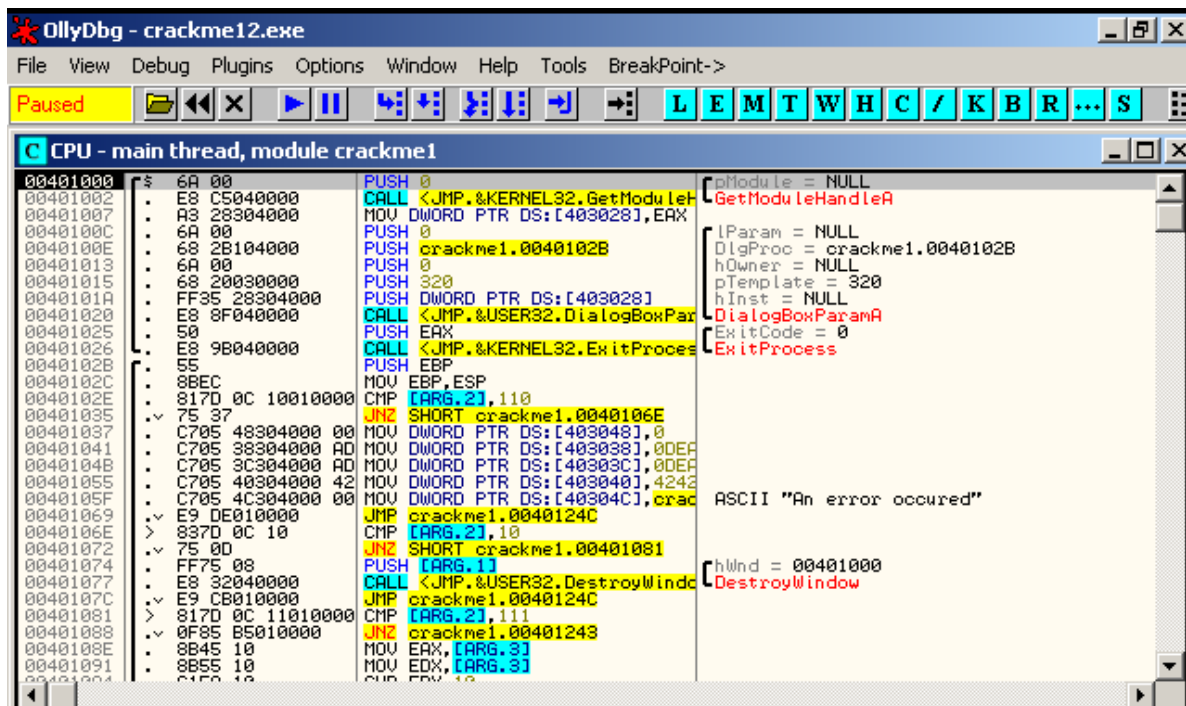 OllyDbg - crackme12.exe
File View Debug Plugins Options Window Help Tools BreakPoint->
Paused L E M T W H C / K B R ... S
C CPU - main thread, module crackme1
00401000 $ 6A 00 PUSH 0 pModule = NULL
00401002 . E8 C5040000 CALL <JMP.&KERNEL32.GetModuleH GetModuleHandleA
00401007 . A3 28304000 MOV DWORD PTR DS:[403028],EAX
0040100C . 6A 00 PUSH 0 lParam = NULL
0040100E . 68 2B104000 PUSH crackme1.0040102B DlgProc = crackme1.0040102B
00401013 . 6A 00 PUSH 0 hOwner = NULL
00401015 . 68 20030000 PUSH 320 pTemplate = 320
0040101A . FF35 28304000 PUSH DWORD PTR DS:[403028] hInst = NULL
00401020 . E8 8F040000 CALL <JMP.&USER32.DialogBoxPar DialogBoxParamA
00401025 . 50 PUSH EAX ExitCode = 0
00401026 . E8 9B040000 CALL <JMP.&KERNEL32.ExitProces ExitProcess
0040102B . 55 PUSH EBP
0040102C . 8BEC MOV EBP,ESP
0040102E . 817D 0C 10010000 CMP [ARG.2],110
00401035 .v 75 37 JNZ SHORT crackme1.0040106E
00401037 . C705 48304000 00 MOV DWORD PTR DS:[403048],0
00401041 . C705 38304000 AD MOV DWORD PTR DS:[403038],0DEA
0040104B . C705 3C304000 AD MOV DWORD PTR DS:[40303C],0DEA
00401055 . C705 40304000 42 MOV DWORD PTR DS:[403040],4242
0040105F . C705 4C304000 00 MOV DWORD PTR DS:[40304C],crac ASCII "An error occured"
00401069 .v E9 DE010000 JMP crackme1.0040124C
0040106E > 837D 0C 10 CMP [ARG.2],10
00401072 .v 75 0D JNZ SHORT crackme1.00401081
00401074 . FF75 08 PUSH [ARG.1] hWnd = 00401000
00401077 . E8 32040000 CALL <JMP.&USER32.DestroyWindo DestroyWindow
0040107C .v E9 CB010000 JMP crackme1.0040124C
00401081 > 817D 0C 11010000 CMP [ARG.2],111
00401088 .v 0F85 B5010000 JNZ crackme1.00401243
0040108E . 8B45 10 MOV EAX,[ARG.3]
00401091 . 8B55 10 MOV EDX,[ARG.3]